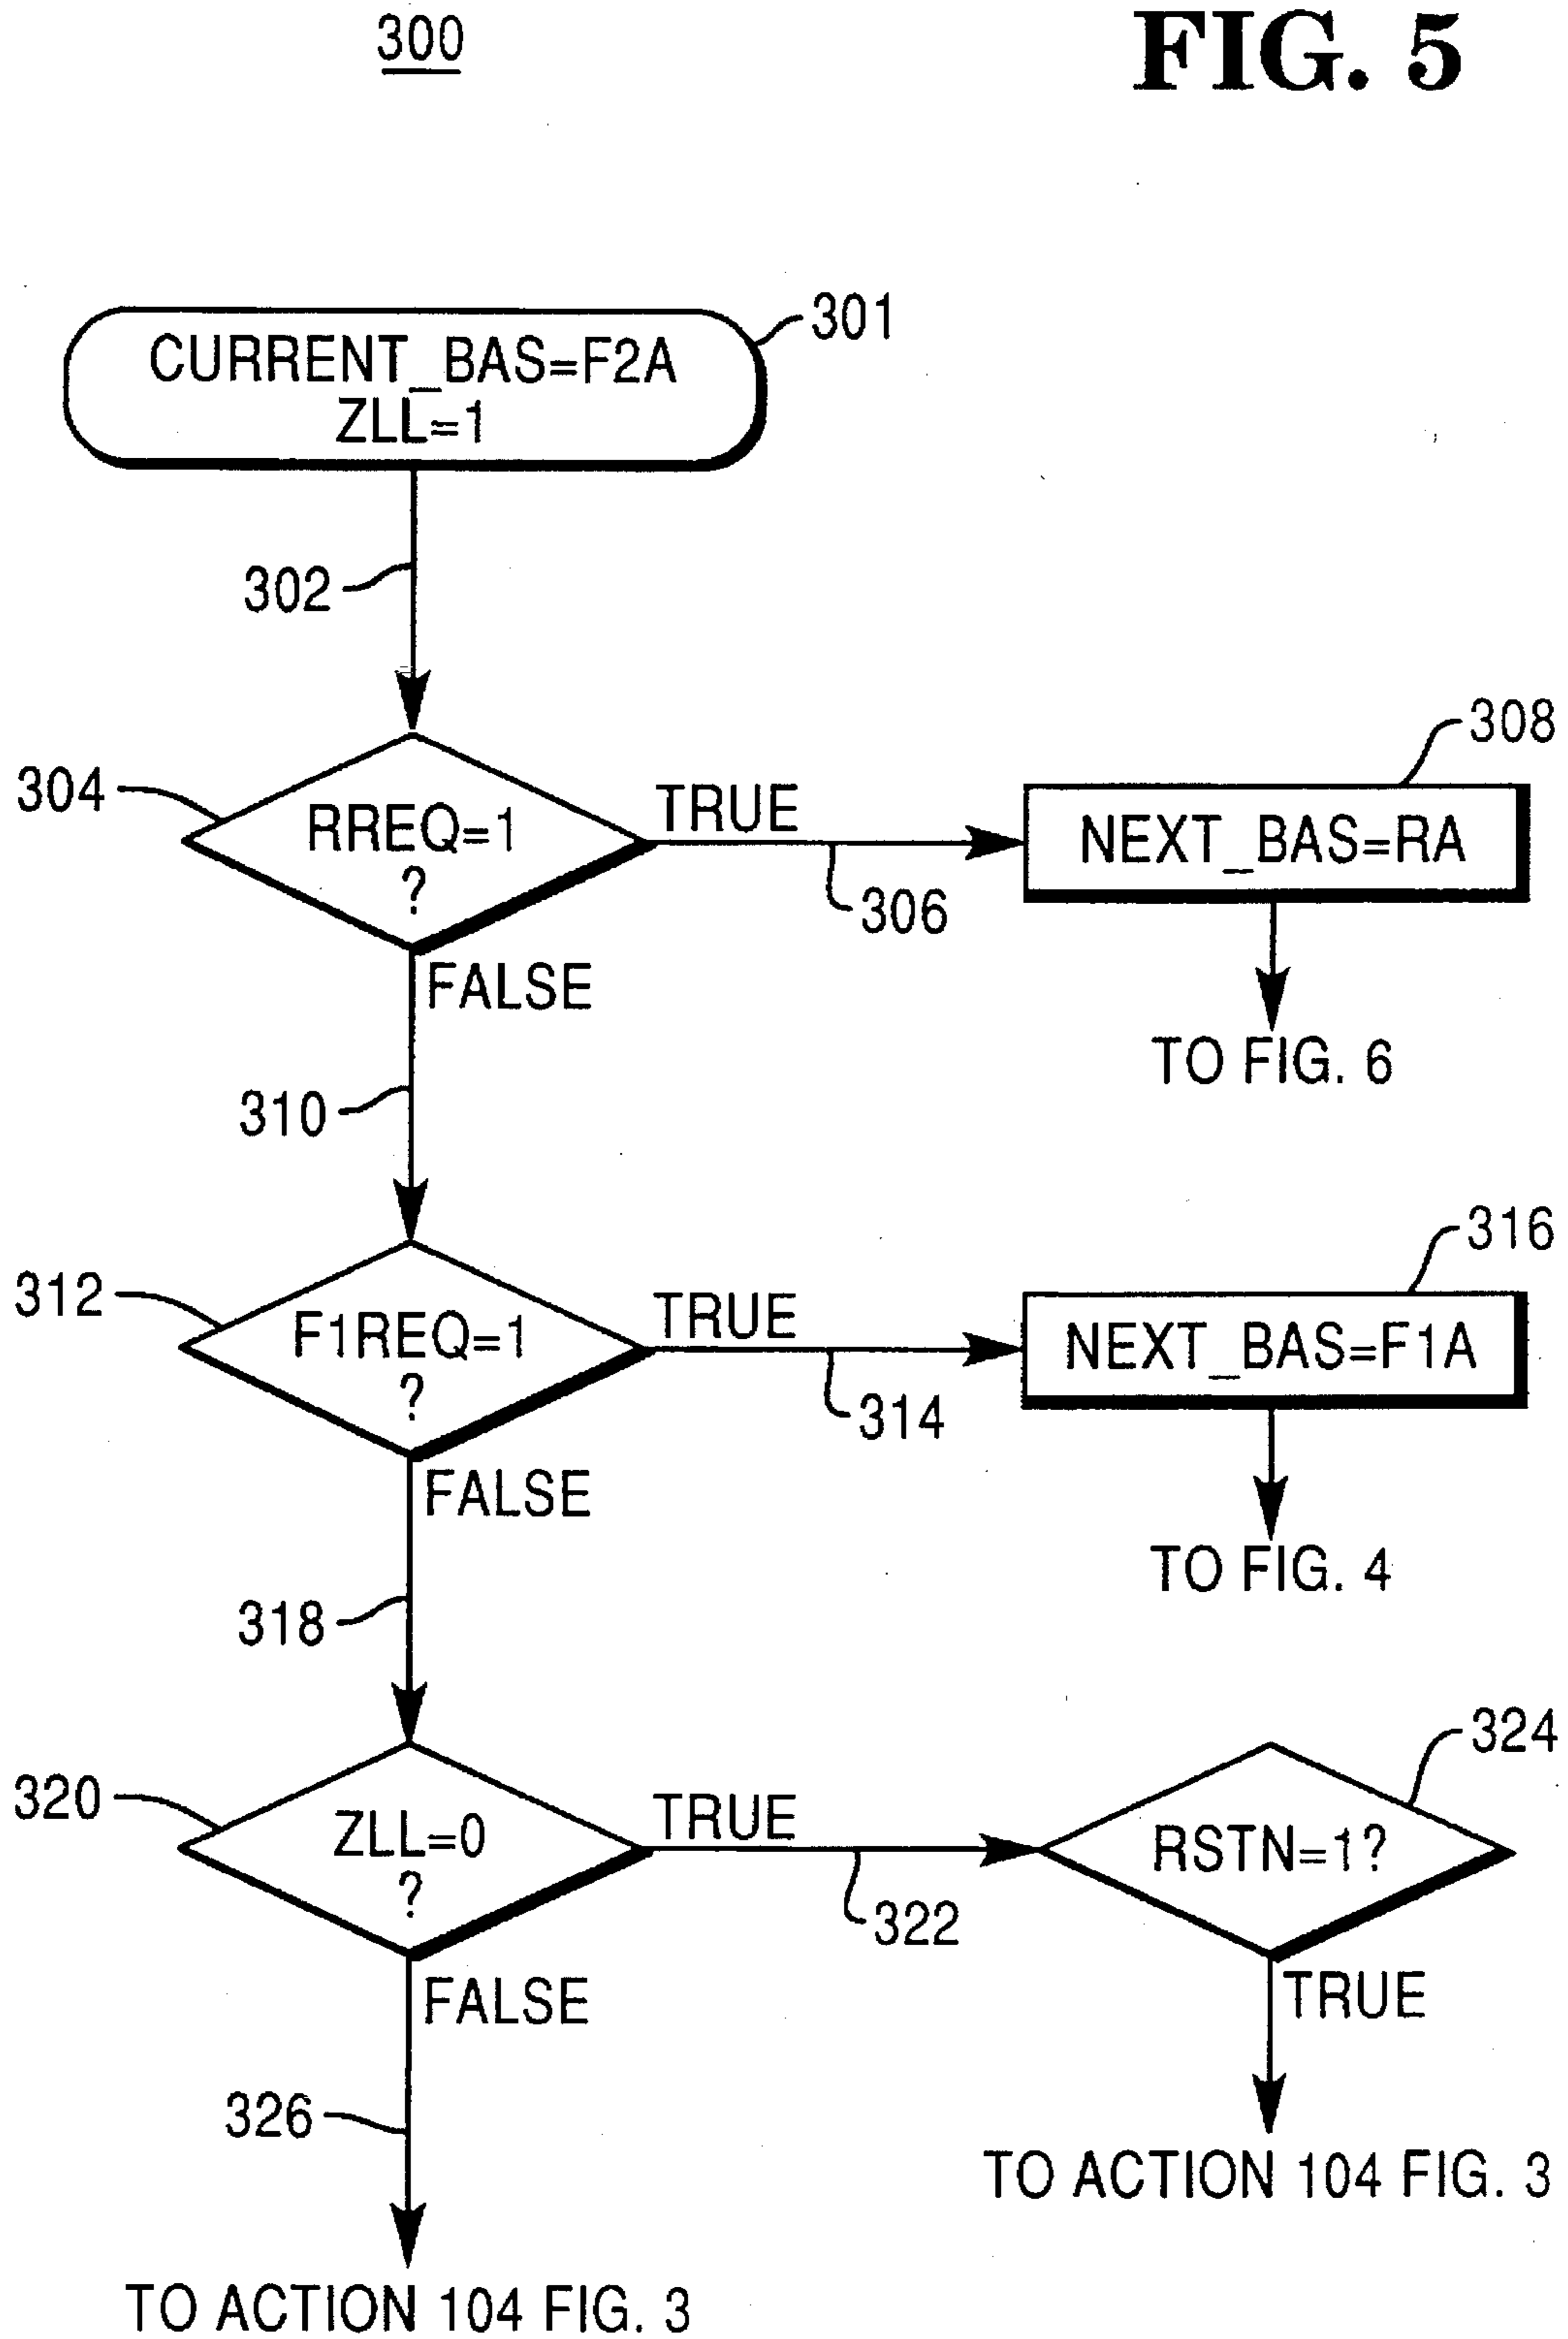 300
FIG. 5
301
CURRENT_BAS=F2A
ZLL=1
302
304
RREQ=1
?
TRUE
306
308
NEXT_BAS=RA
TO FIG. 6
FALSE
310
312
F1REQ=1
?
TRUE
314
316
NEXT_BAS=F1A
TO FIG. 4
FALSE
318
320
ZLL=0
?
TRUE
322
324
RSTN=1?
TRUE
TO ACTION 104 FIG. 3
FALSE
326
TO ACTION 104 FIG. 3